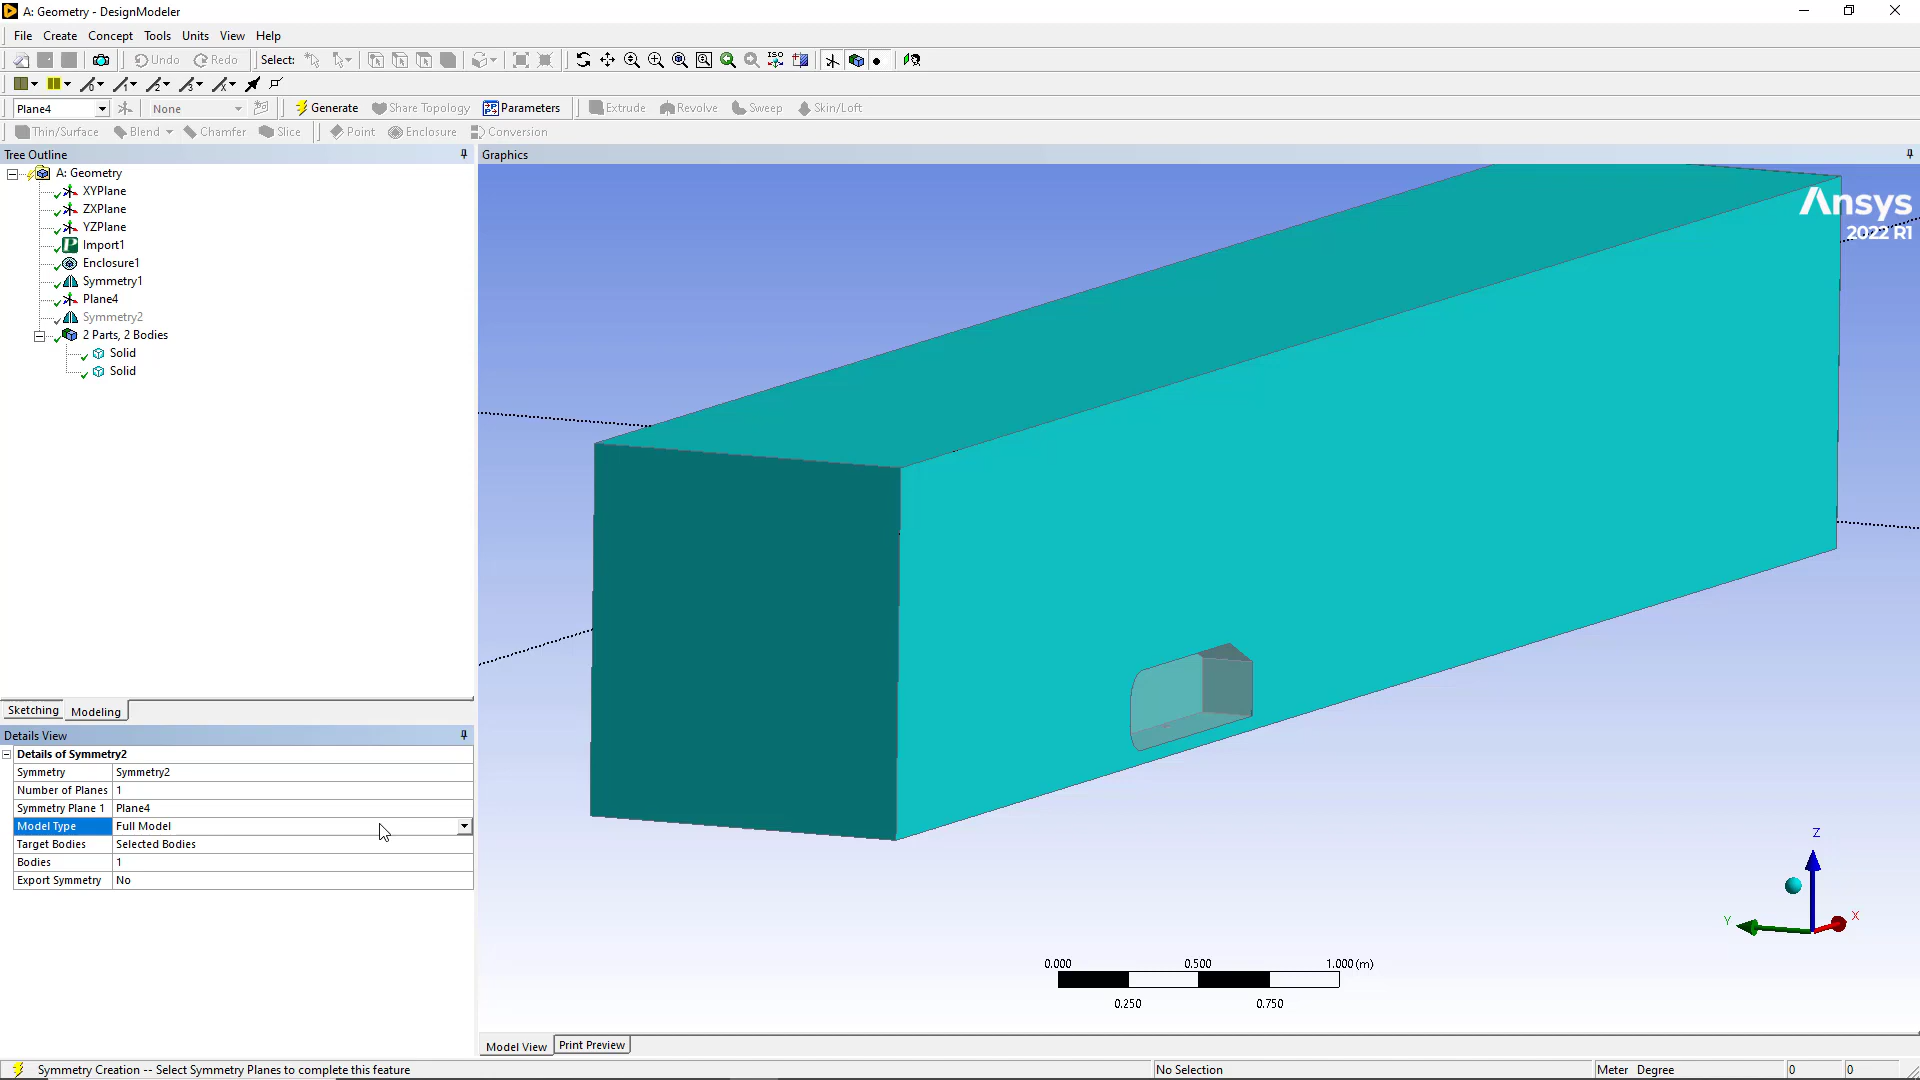 A: Geometry - DesignModeler
File Create Concept Tools Units View Help
Undo Redo Select:
Plane4 None Generate Share Topology Parameters Extrude Revolve Sweep Skin/Loft
Thin/Surface Blend Chamfer Slice Point Enclosure Conversion
Tree Outline
A: Geometry
XYPlane
ZXPlane
YZPlane
Import1
Enclosure1
Symmetry1
Plane4
Symmetry2
2 Parts, 2 Bodies
Solid
Solid
Sketching Modeling
Details View
Details of Symmetry2
Symmetry Symmetry2
Number of Planes 1
Symmetry Plane 1 Plane4
Model Type Full Model
Target Bodies Selected Bodies
Bodies 1
Export Symmetry No
Graphics
Ansys
2022 R1
Z
Y
X
0.000 0.500 1.000 (m)
0.250 0.750
Model View Print Preview
Symmetry Creation -- Select Symmetry Planes to complete this feature No Selection Meter Degree 0 0